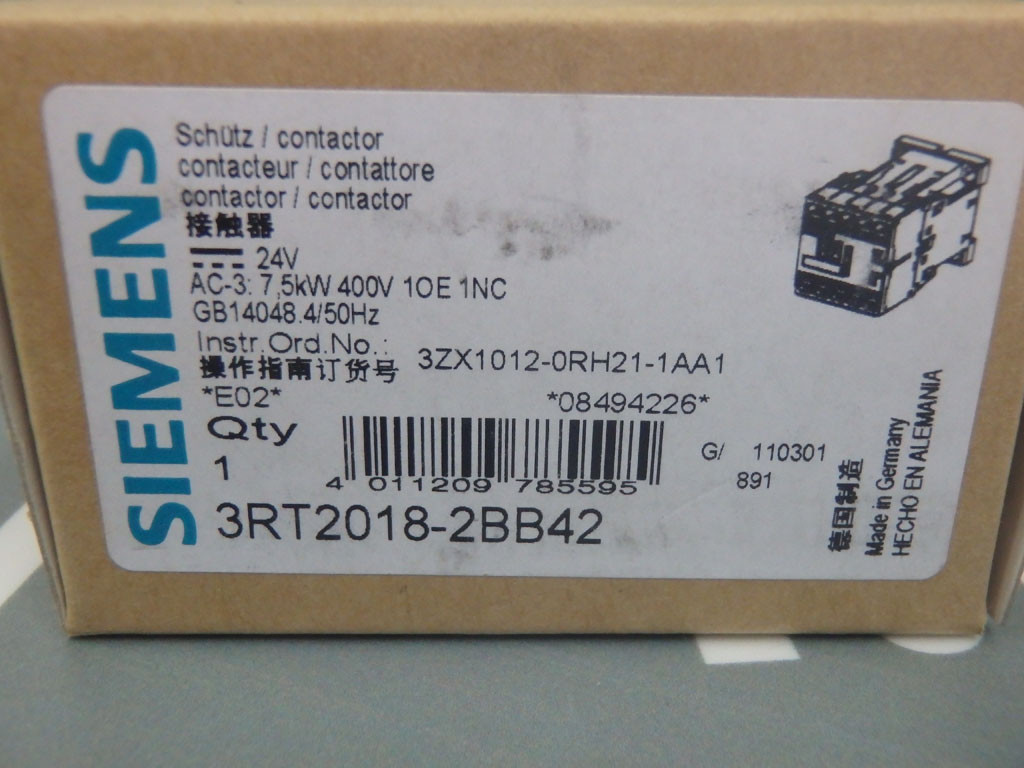 SIEMENS
Schütz / contactor
contacteur / contattore
contactor / contactor
接触器
24V
AC-3: 7,5kW 400V 10E 1NC
GB14048.4/50Hz
Instr.Ord.No.:
操作指南订货号 3ZX1012-0RH21-1AA1
*E02* *08494226*
Qty
1
4 011209 785595
G/ 110301
891
3RT2018-2BB42
德国制造
Made in Germany
HECHO EN ALEMANIA